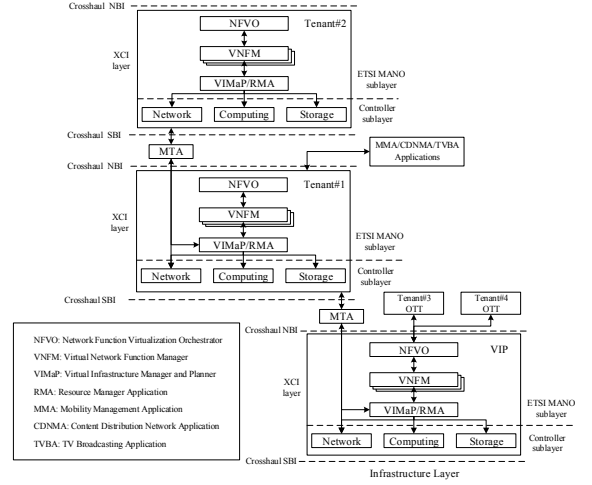 Crosshaul NBI
NFVO
Tenant#2
XCI
layer
VNFM
VIMaP/RMA
ETSI MANO
sublayer
Controller
sublayer
Network
Computing
Storage
Crosshaul SBI
MTA
MMA/CDNMA/TVBA
Applications
Crosshaul NBI
NFVO
Tenant#1
XCI
layer
VNFM
VIMaP/RMA
ETSI MANO
sublayer
Controller
sublayer
Network
Computing
Storage
Crosshaul SBI
MTA
Tenant#3
OTT
Tenant#4
OTT
Crosshaul NBI
NFVO
VIP
XCI
layer
VNFM
VIMaP/RMA
ETSI MANO
sublayer
Controller
sublayer
Network
Computing
Storage
Crosshaul SBI
Infrastructure Layer
NFVO: Network Function Virtualization Orchestrator
VNFM: Virtual Network Function Manager
VIMaP: Virtual Infrastructure Manager and Planner
RMA: Resource Manager Application
MMA: Mobility Management Application
CDNMA: Content Distribution Network Application
TVBA: TV Broadcasting Application